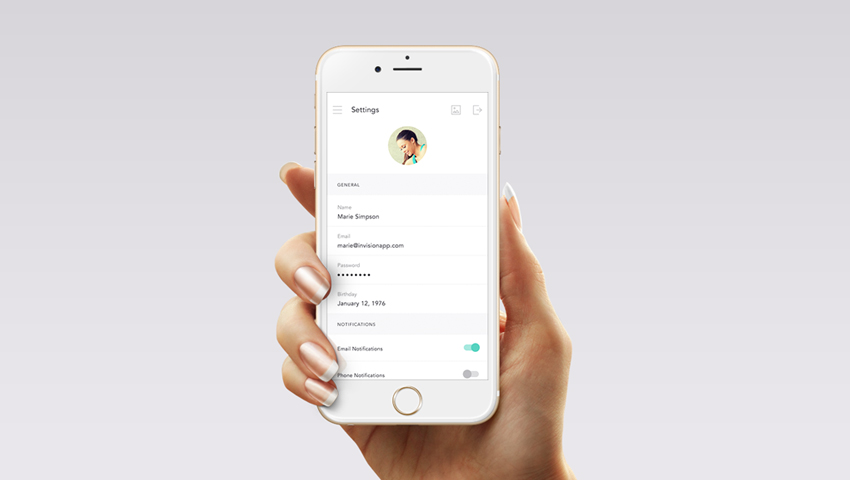 Settings
GENERAL
Name
Marie Simpson
Email
marie@invisionapp.com
Password
••••••••
Birthday
January 12, 1976
NOTIFICATIONS
Email Notifications
Phone Notifications